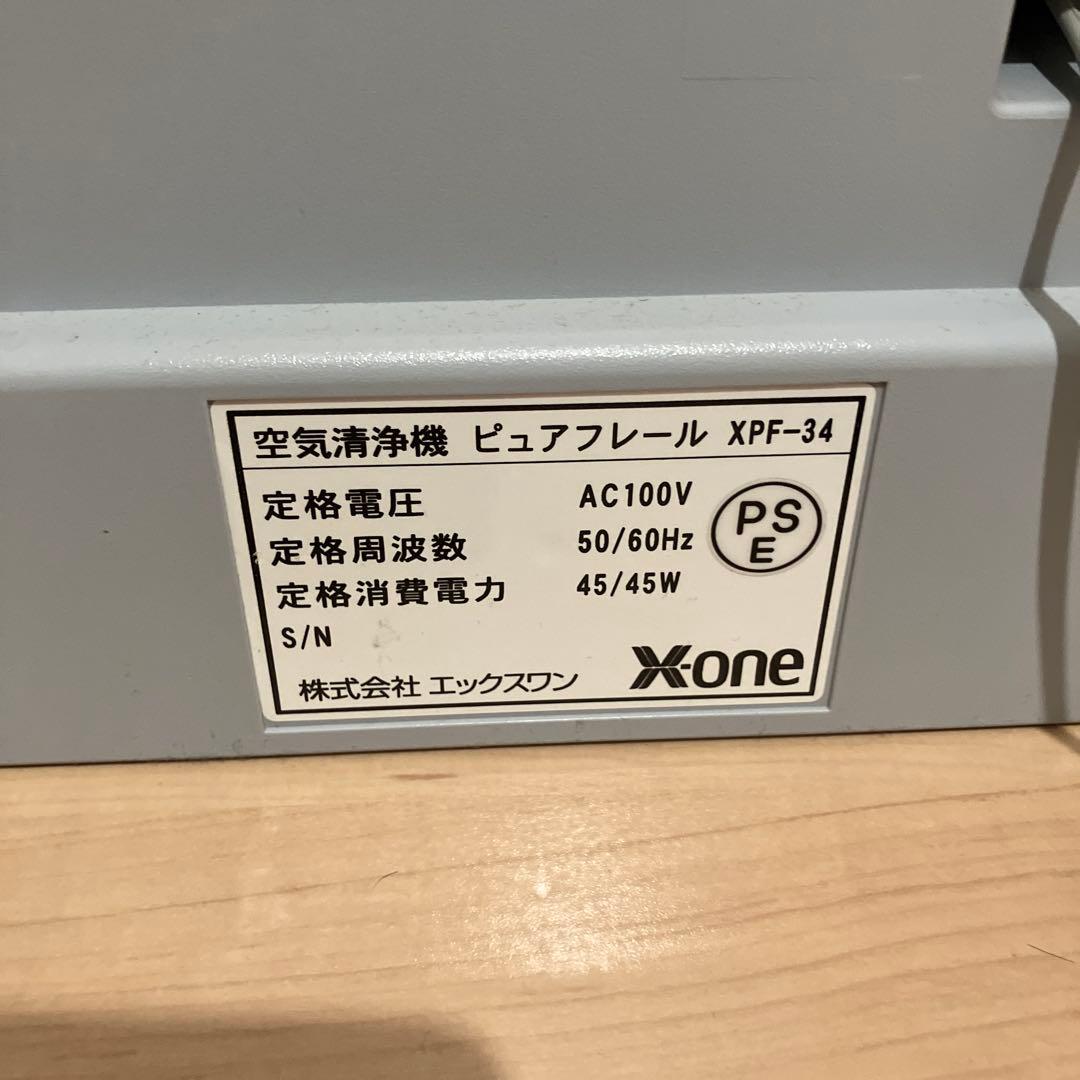 空気清浄機 ピュアフレール XPF-34
定格電圧 AC100V
定格周波数 50/60Hz
定格消費電力 45/45W
PS
E
S/N
株式会社 エックスワン X-one